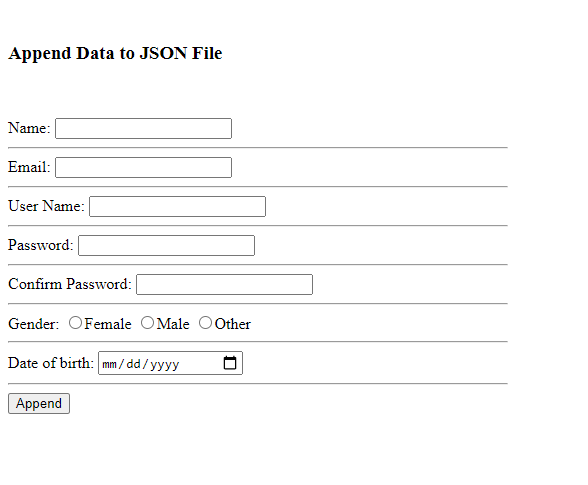 Append Data to JSON File
Name:
Email:
User Name:
Password:
Confirm Password:
Gender: Female Male Other
Date of birth: mm/dd/yyyy
Append